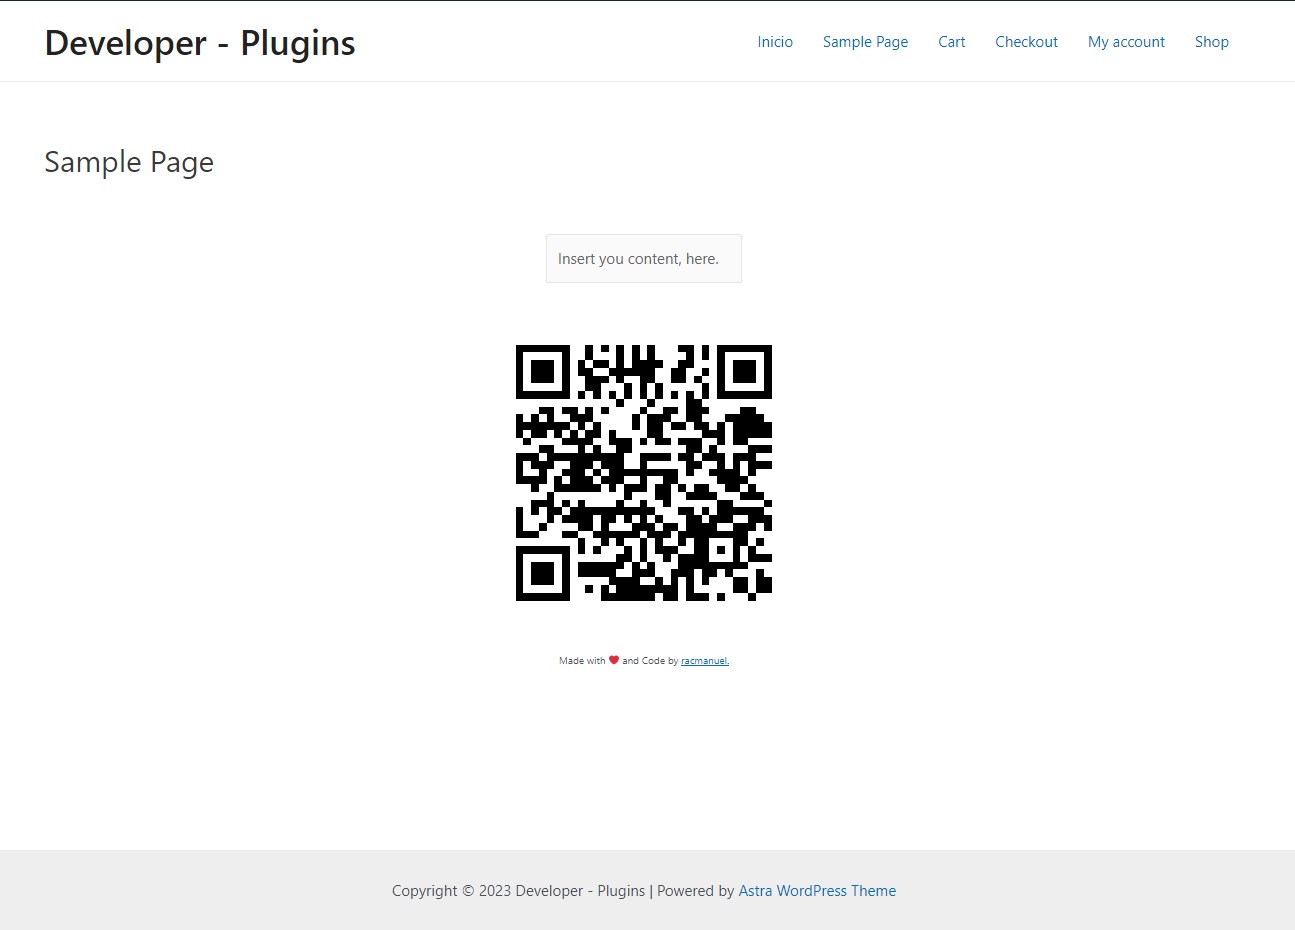 Developer - Plugins
Inicio Sample Page Cart Checkout My account Shop
Sample Page
Insert you content, here.
Made with ❤ and Code by racmanuel.
Copyright © 2023 Developer - Plugins | Powered by Astra WordPress Theme